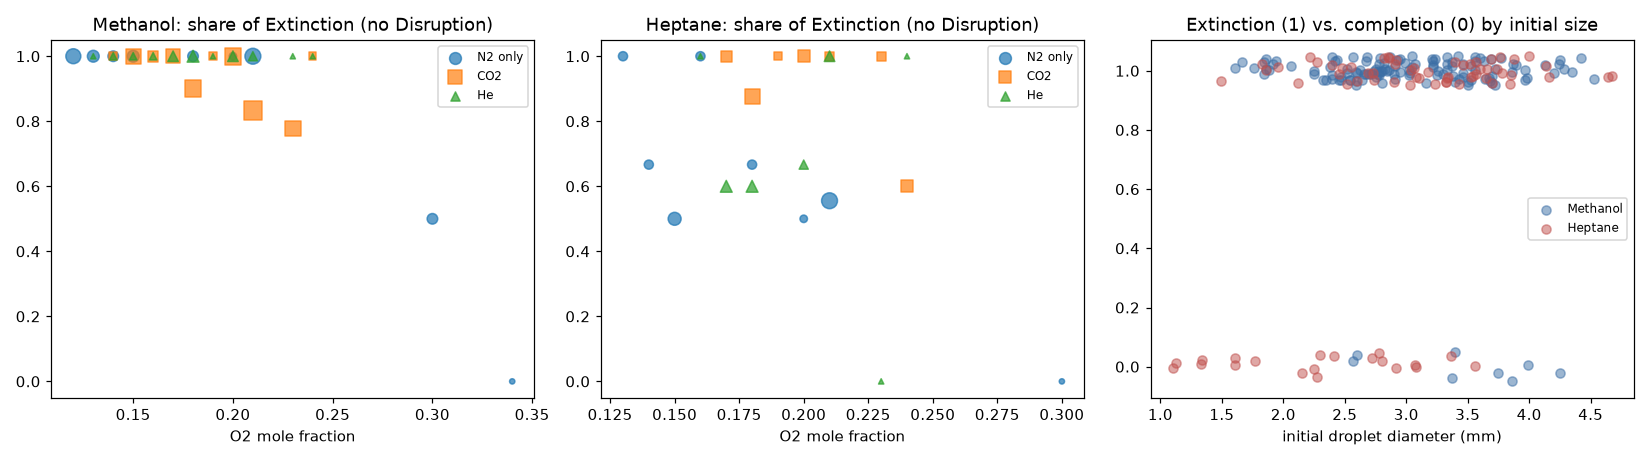 Methanol: share of Extinction (no Disruption)
1.0
0.8
0.6
0.4
0.2
0.0
N2 only
CO2
He
0.15
0.20
0.25
0.30
0.35
O2 mole fraction
Heptane: share of Extinction (no Disruption)
1.0
0.8
0.6
0.4
0.2
0.0
N2 only
CO2
He
0.125
0.150
0.175
0.200
0.225
0.250
0.275
0.300
O2 mole fraction
Extinction (1) vs. completion (0) by initial size
1.0
0.8
0.6
0.4
0.2
0.0
Methanol
Heptane
1.0
1.5
2.0
2.5
3.0
3.5
4.0
4.5
initial droplet diameter (mm)